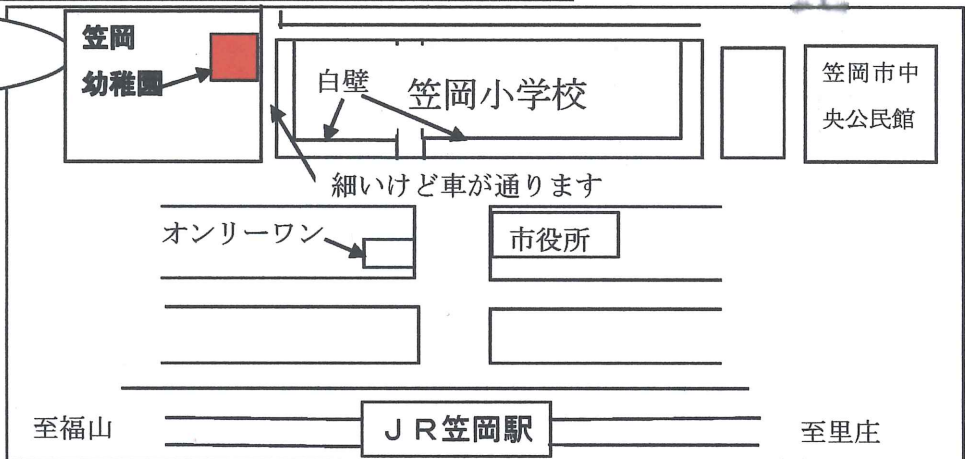 笠岡
幼稚園
白壁
笠岡小学校
笠岡市中
央公民館
細いけど車が通ります
オンリーワン
市役所
至福山
ＪＲ笠岡駅
至里庄